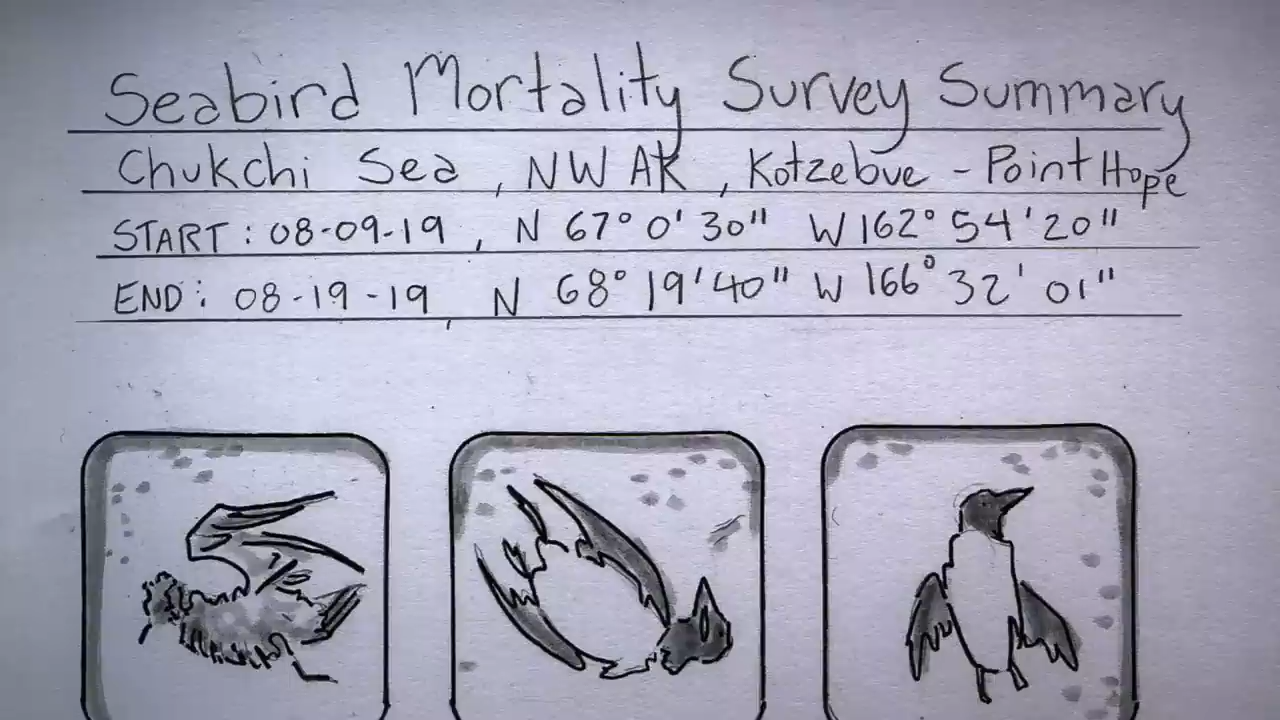 Seabird Mortality Survey Summary
Chukchi Sea, NW AK, Kotzebue - Point Hope
START: 08-09-19, N 67° 0' 30" W 162° 54' 20"
END: 08-19-19, N 68° 19' 40" W 166° 32' 01"